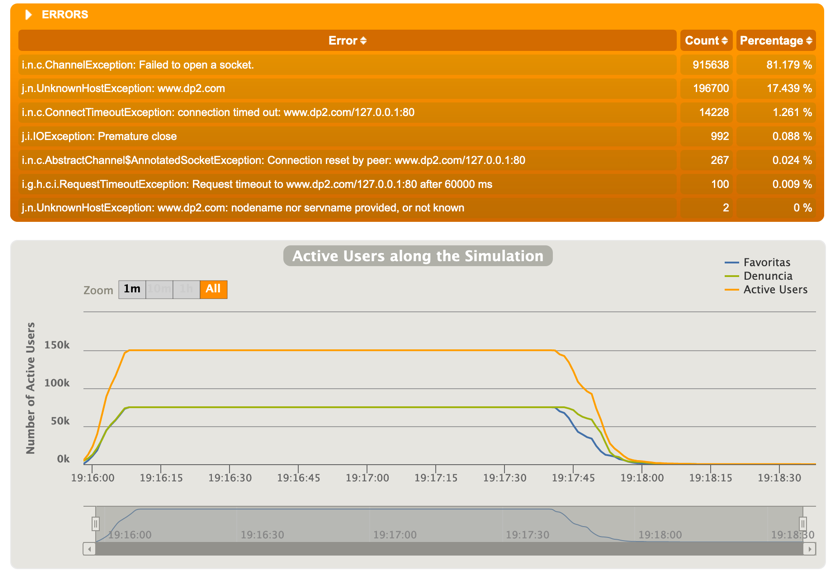 ERRORS
Error Count Percentage
i.n.c.ChannelException: Failed to open a socket. 915638 81.179 %
j.n.UnknownHostException: www.dp2.com 196700 17.439 %
i.n.c.ConnectTimeoutException: connection timed out: www.dp2.com/127.0.0.1:80 14228 1.261 %
j.i.IOException: Premature close 992 0.088 %
i.n.c.AbstractChannel$AnnotatedSocketException: Connection reset by peer: www.dp2.com/127.0.0.1:80 267 0.024 %
i.g.h.c.i.RequestTimeoutException: Request timeout to www.dp2.com/127.0.0.1:80 after 60000 ms 100 0.009 %
j.n.UnknownHostException: www.dp2.com: nodename nor servname provided, or not known 2 0 %
Active Users along the Simulation
Favoritas
Denuncia
Active Users
Zoom 1m 10m 1h All
Number of Active Users
150k
100k
50k
0k
19:16:00 19:16:15 19:16:30 19:16:45 19:17:00 19:17:15 19:17:30 19:17:45 19:18:00 19:18:15 19:18:30
19:16:00 19:16:30 19:17:00 19:17:30 19:18:00 19:18:30